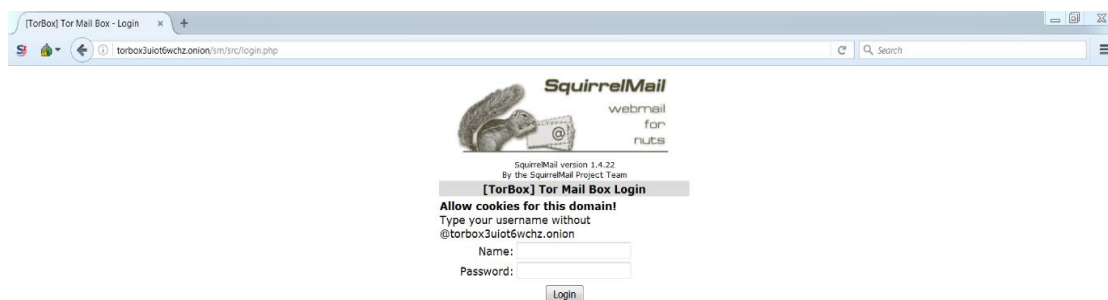 [TorBox] Tor Mail Box - Login
torbox3uiot6wchz.onion/sm/src/login.php
Search
SquirrelMail
webmail
for
nuts
@
SquirrelMail version 1.4.22
By the SquirrelMail Project Team
[TorBox] Tor Mail Box Login
Allow cookies for this domain!
Type your username without
@torbox3uiot6wchz.onion
Name:
Password:
Login